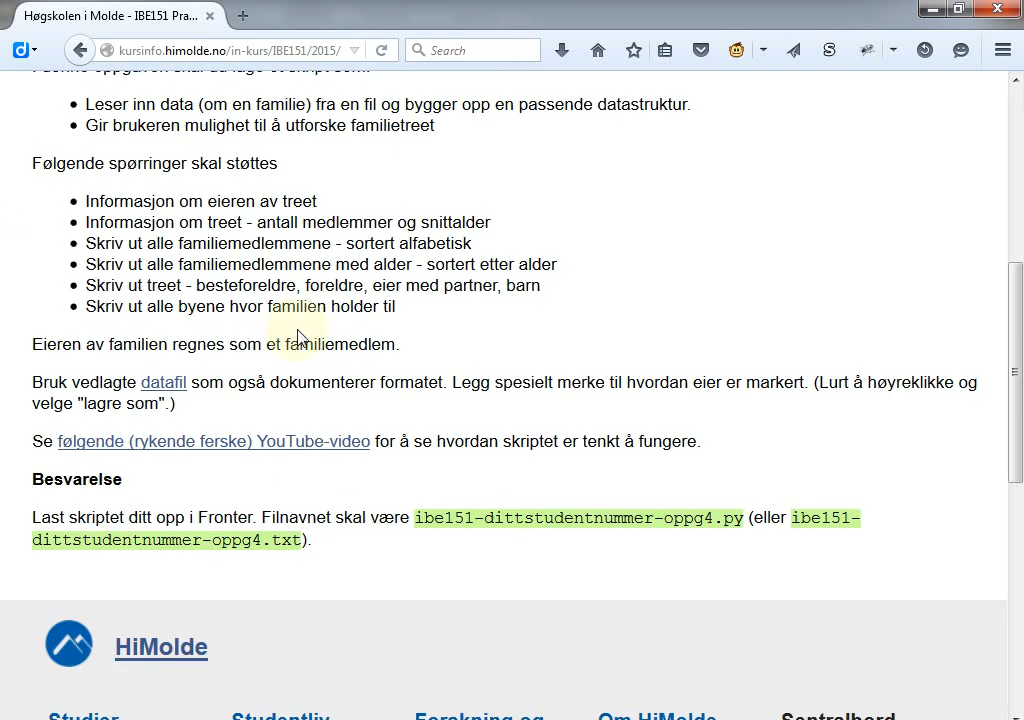 Høgskolen i Molde - IBE151 Pra...
kursinfo.himolde.no/in-kurs/IBE151/2015/
Search
Leser inn data (om en familie) fra en fil og bygger opp en passende datastruktur.
Gir brukeren mulighet til å utforske familietreet
Følgende spørringer skal støttes
Informasjon om eieren av treet
Informasjon om treet - antall medlemmer og snittalder
Skriv ut alle familiemedlemmene - sortert alfabetisk
Skriv ut alle familiemedlemmene med alder - sortert etter alder
Skriv ut treet - besteforeldre, foreldre, eier med partner, barn
Skriv ut alle byene hvor familien holder til
Eieren av familien regnes som et familiemedlem.
Bruk vedlagte datafil som også dokumenterer formatet. Legg spesielt merke til hvordan eier er markert. (Lurt å høyreklikke og
velge "lagre som".)
Se følgende (rykende ferske) YouTube-video for å se hvordan skriptet er tenkt å fungere.
Besvarelse
Last skriptet ditt opp i Fronter. Filnavnet skal være ibe151-dittstudentnummer-oppg4.py (eller ibe151-
dittstudentnummer-oppg4.txt).
HiMolde
Studier Studentliv Forskning og Om HiMolde Sentralbord